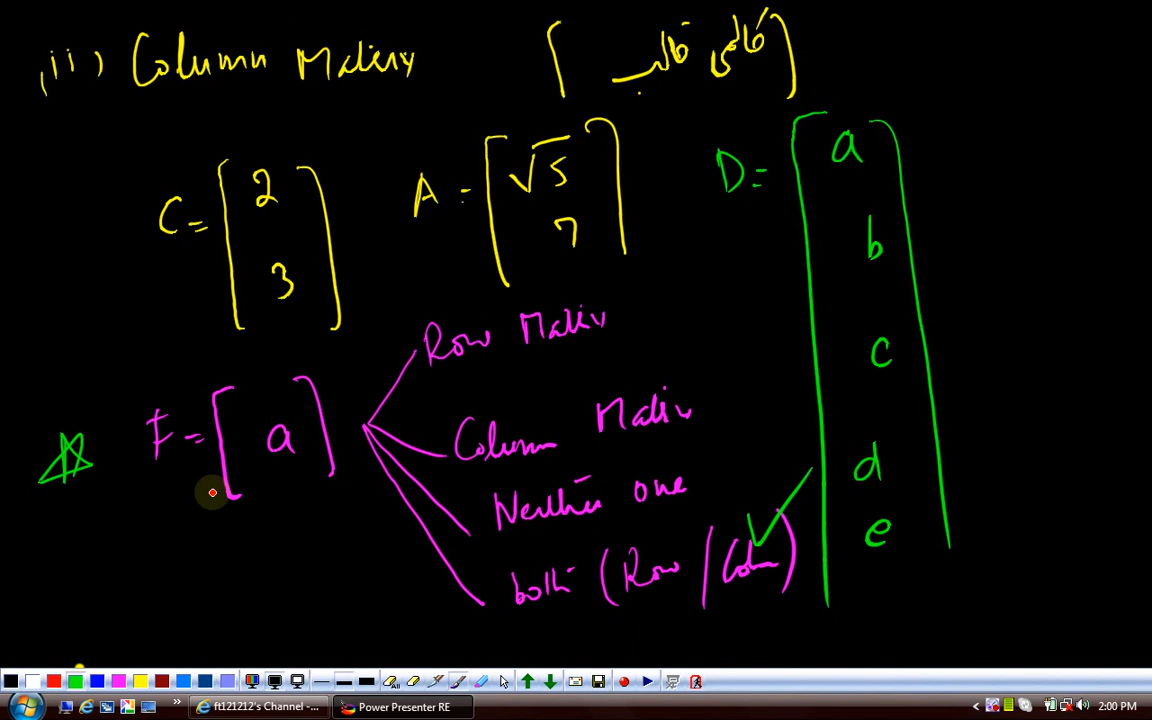 (ii) Column Matrix [ کالمی قالب ]
C = [ 2
3 ]
A = [ √5
7 ]
D = [ a
b
c
d
e ]
F = [ a ]
Row Matrix
Column Matrix
Neither one
both (Row / Colum)
ft121212's Channel -...
Power Presenter RE
2:00 PM